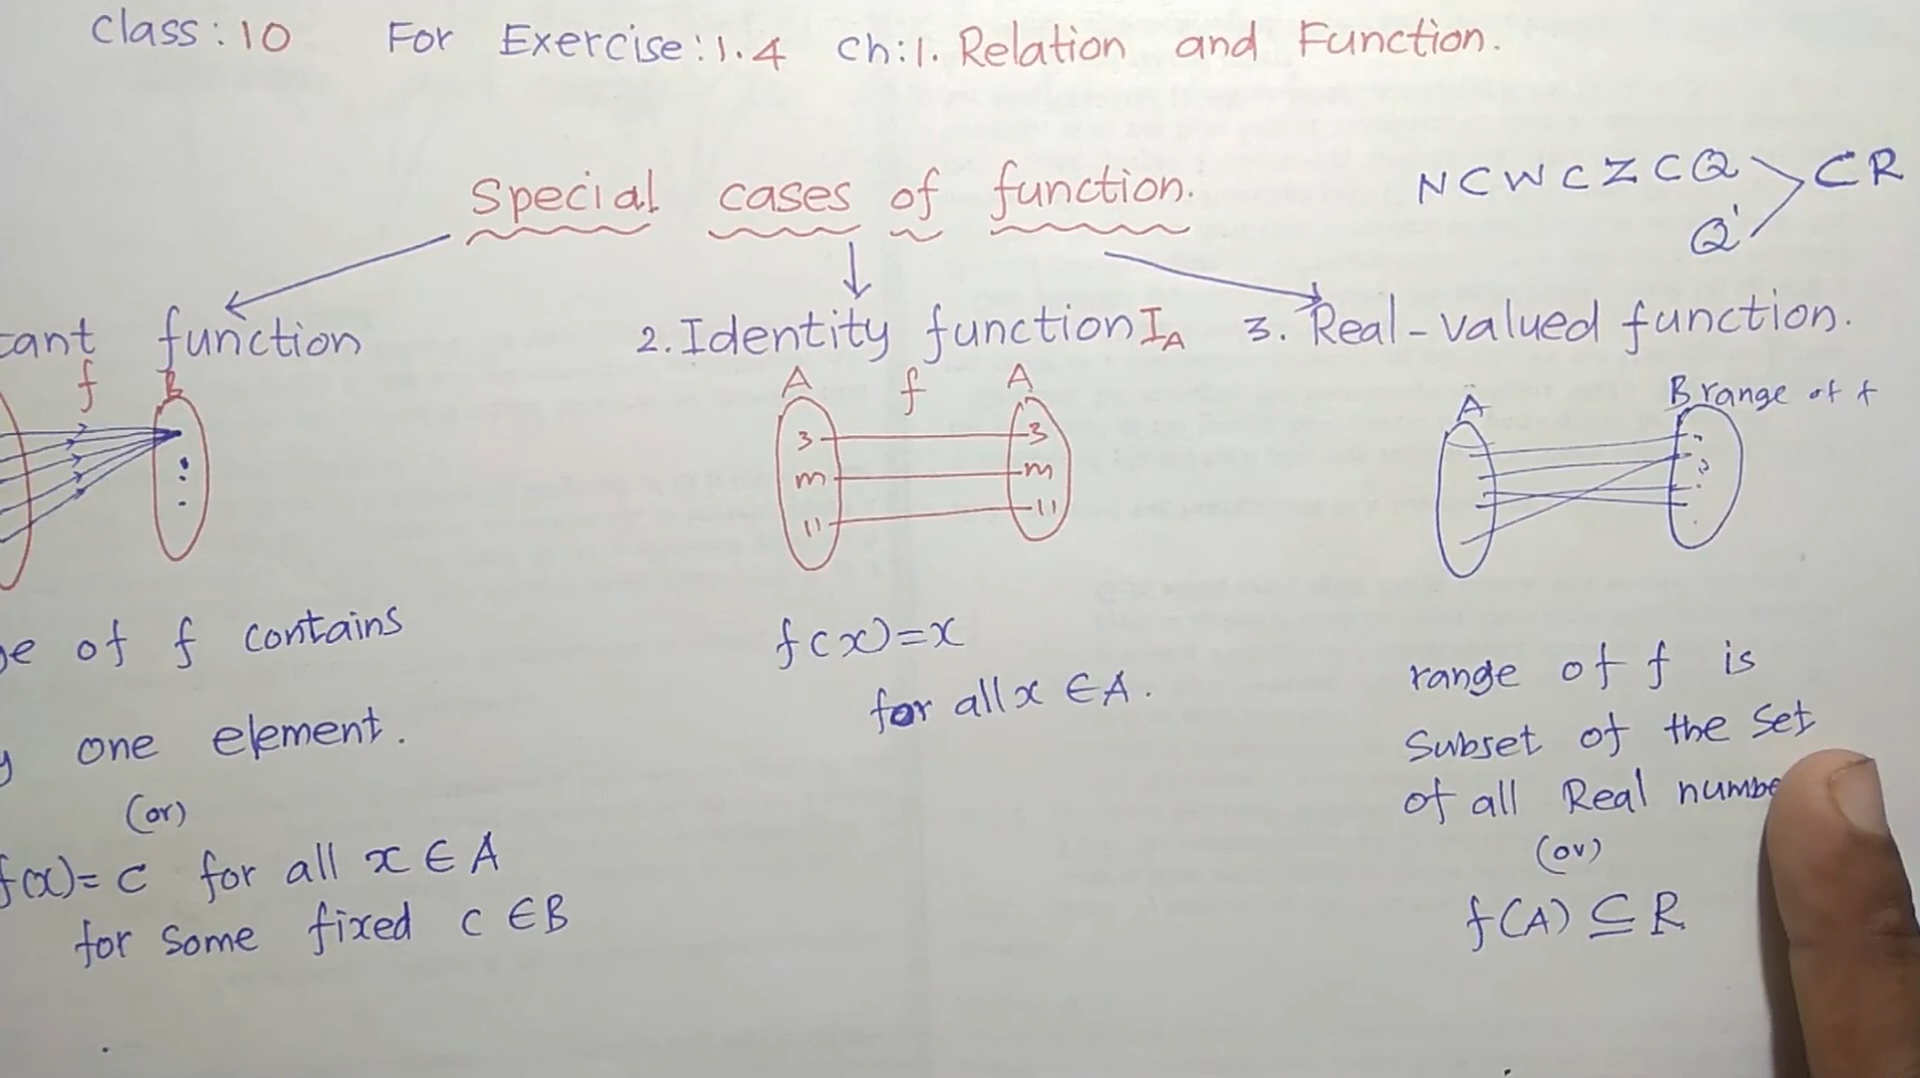 Class: 10 For Exercise: 1.4 ch:1. Relation and Function.
N ⊂ W ⊂ Z ⊂ Q ⊂ R
Q'
Special cases of function.
function
2. Identity function I_A
3. Real-valued function.
f B
A f A
A B range of f
3 3
m m
11 11
of f contains
one element.
(or)
f(x)= c for all x ∈ A
for some fixed c ∈ B
f(x)=x
for all x ∈ A.
range of f is
Subset of the set
of all Real
(or)
f(A) ⊆ R